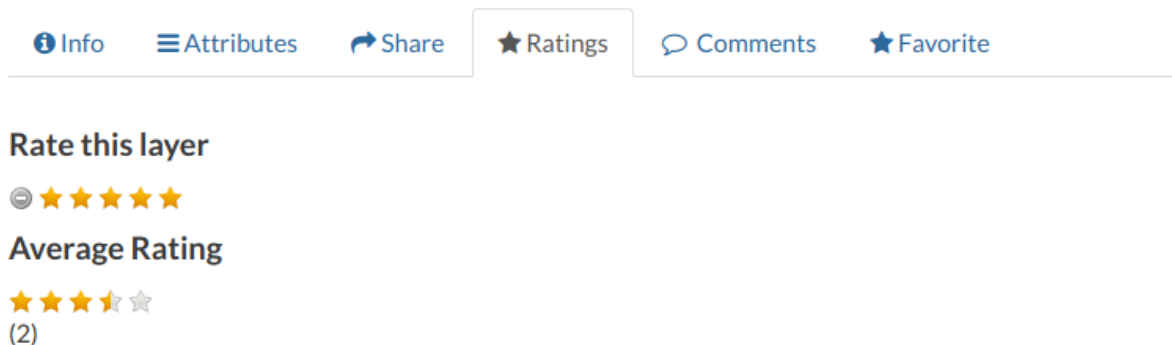 Info Attributes Share Ratings Comments Favorite
Rate this layer
Average Rating
(2)